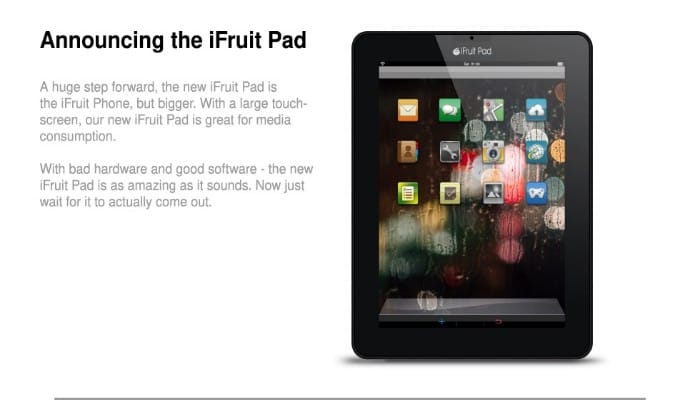 Announcing the iFruit Pad
A huge step forward, the new iFruit Pad is
the iFruit Phone, but bigger. With a large touch-
screen, our new iFruit Pad is great for media
consumption.
With bad hardware and good software - the new
iFruit Pad is as amazing as it sounds. Now just
wait for it to actually come out.
iFruit Pad